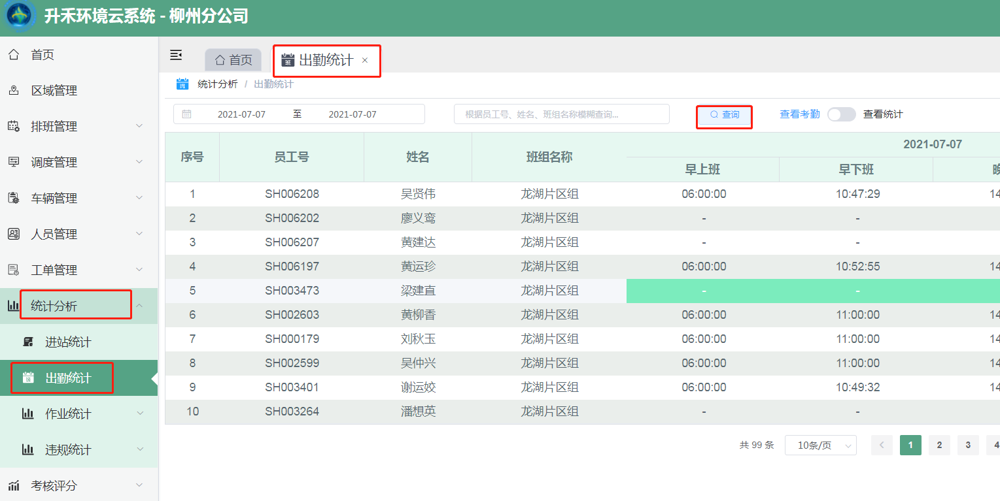 升禾环境云系统 - 柳州分公司
首页
区域管理
排班管理
调度管理
车辆管理
人员管理
工单管理
统计分析
进站统计
出勤统计
作业统计
违规统计
考核评分
首页 出勤统计 ×
统计分析 / 出勤统计
2021-07-07 至 2021-07-07 根据员工号、姓名、班组名称模糊查询... 查询 查看考勤 查看统计
序号 员工号 姓名 班组名称 2021-07-07
早上班 早下班
1 SH006208 吴贤伟 龙湖片区组 06:00:00 10:47:29 14
2 SH006202 廖义鸾 龙湖片区组 - -
3 SH006207 黄建达 龙湖片区组 - -
4 SH006197 黄运珍 龙湖片区组 06:00:00 10:52:55 14
5 SH003473 梁建直 龙湖片区组 - -
6 SH002603 黄柳香 龙湖片区组 06:00:00 11:00:00 14
7 SH000179 刘秋玉 龙湖片区组 06:00:00 11:00:00 14
8 SH002599 吴仲兴 龙湖片区组 06:00:00 11:00:00 14
9 SH003401 谢运姣 龙湖片区组 06:00:00 10:49:32 14
10 SH003264 潘想英 龙湖片区组 - -
共 99 条 10条/页 < 1 2 3 4